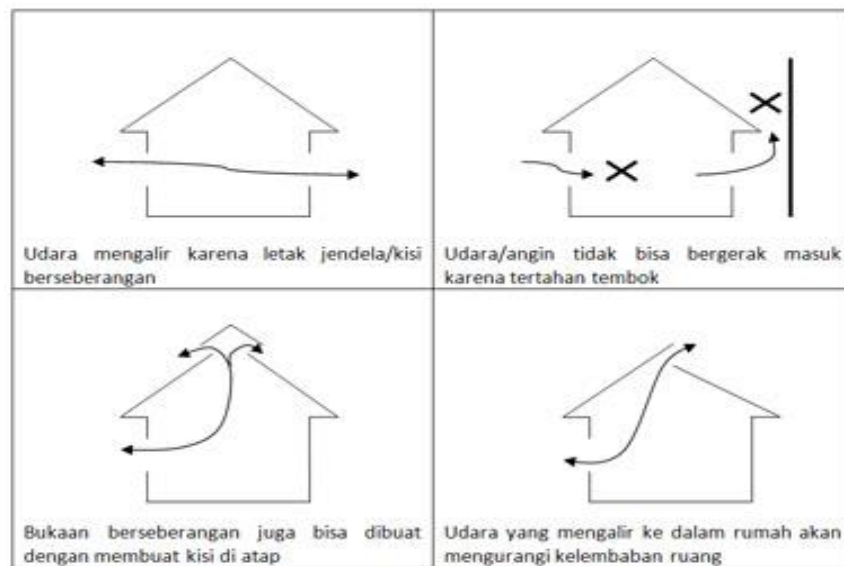 Udara mengalir karena letak jendela/kisi
berseberangan
Udara/angin tidak bisa bergerak masuk
karena tertahan tembok
Bukaan berseberangan juga bisa dibuat
dengan membuat kisi di atap
Udara yang mengalir ke dalam rumah akan
mengurangi kelembaban ruang